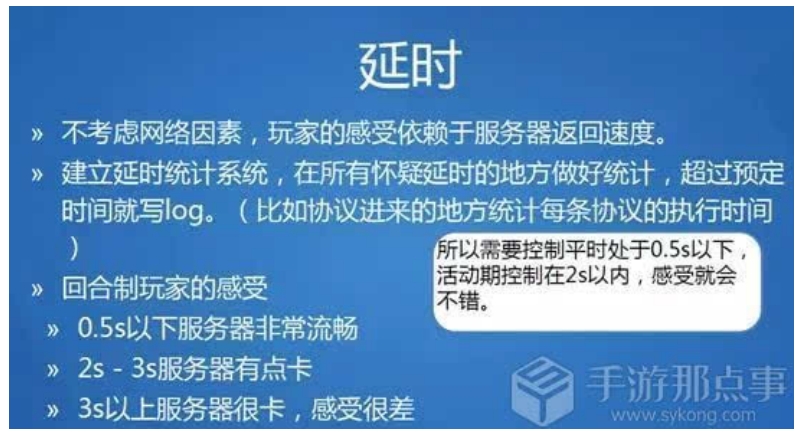 延时
» 不考虑网络因素，玩家的感受依赖于服务器返回速度。
» 建立延时统计系统，在所有怀疑延时的地方做好统计，超过预定
时间就写log。（比如协议进来的地方统计每条协议的执行时间
）
所以需要控制平时处于0.5s以下，
活动期控制在2s以内，感受就会
不错。
» 回合制玩家的感受
» 0.5s以下服务器非常流畅
» 2s - 3s服务器有点卡
» 3s以上服务器很卡，感受很差
手游那点事
www.sykong.com